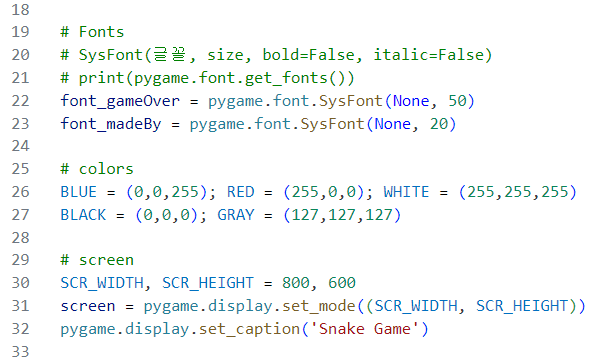 18
19 # Fonts
20 # SysFont(글꼴, size, bold=False, italic=False)
21 # print(pygame.font.get_fonts())
22 font_gameOver = pygame.font.SysFont(None, 50)
23 font_madeBy = pygame.font.SysFont(None, 20)
24
25 # colors
26 BLUE = (0,0,255); RED = (255,0,0); WHITE = (255,255,255)
27 BLACK = (0,0,0); GRAY = (127,127,127)
28
29 # screen
30 SCR_WIDTH, SCR_HEIGHT = 800, 600
31 screen = pygame.display.set_mode((SCR_WIDTH, SCR_HEIGHT))
32 pygame.display.set_caption('Snake Game')
33